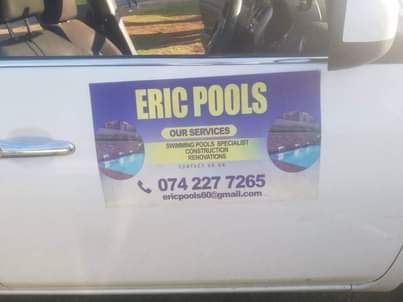 ERIC POOLS
OUR SERVICES
SWIMMING POOLS SPECIALIST
CONSTRUCTION
RENOVATIONS
CONTACT US ON
074 227 7265
ericpools60@gmail.com